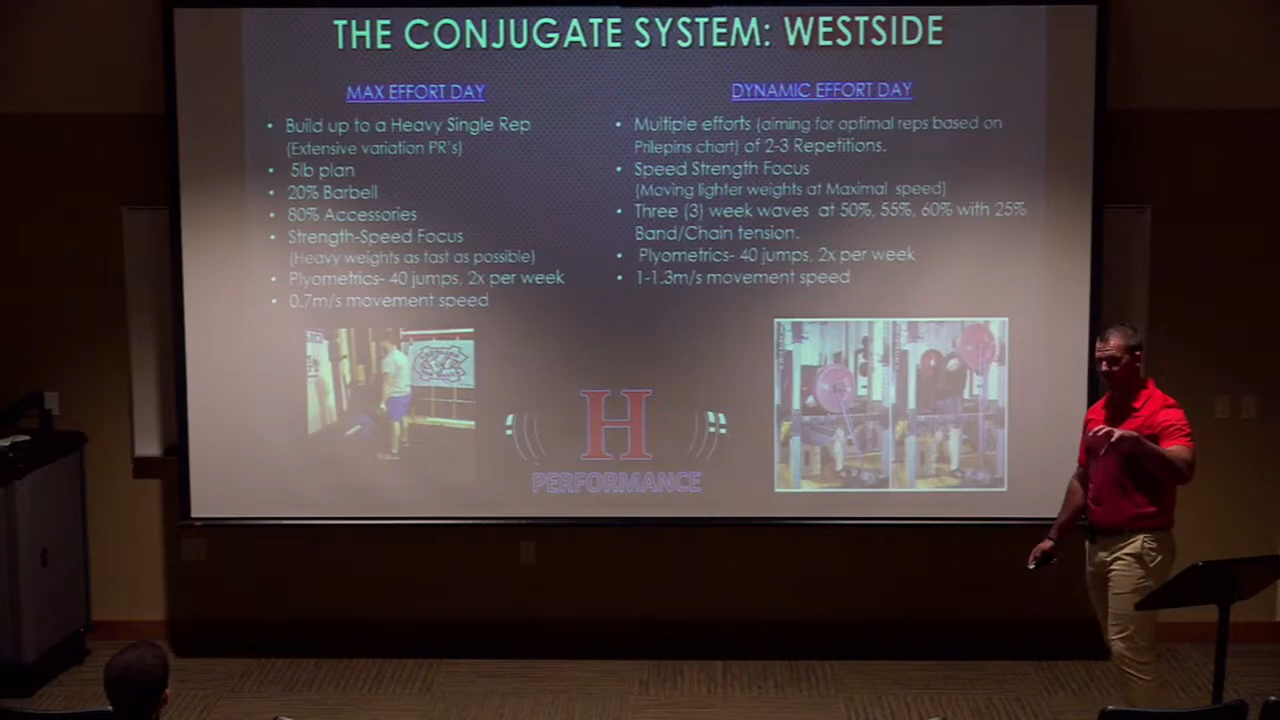 THE CONJUGATE SYSTEM: WESTSIDE
MAX EFFORT DAY
• Build up to a Heavy Single Rep
(Extensive variation PR's)
• 5lb plan
• 20% Barbell
• 80% Accessories
• Strength-Speed Focus
(Heavy weights as fast as possible)
• Plyometrics- 40 jumps, 2x per week
• 0.7m/s movement speed
DYNAMIC EFFORT DAY
• Multiple efforts (aiming for optimal reps based on
Prilepins chart) of 2-3 Repetitions.
• Speed Strength Focus
(Moving lighter weights at Maximal speed)
• Three (3) week waves at 50%, 55%, 60% with 25%
Band/Chain tension.
• Plyometrics- 40 jumps, 2x per week
• 1-1.3m/s movement speed
H
PERFORMANCE